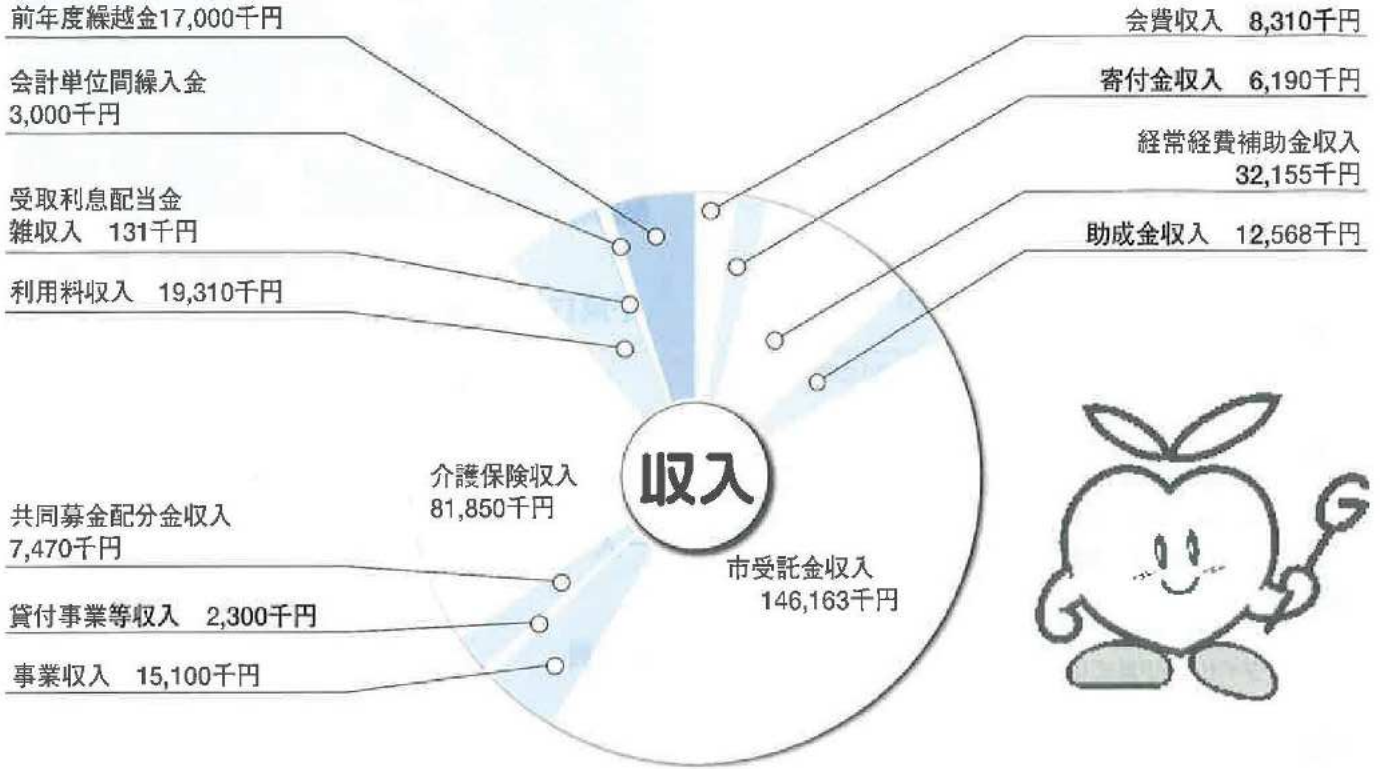 前年度繰越金17,000千円
会計単位間繰入金
3,000千円
受取利息配当金
雑収入 131千円
利用料収入 19,310千円
共同募金配分金収入
7,470千円
貸付事業等収入 2,300千円
事業収入 15,100千円
介護保険収入
81,850千円
収入
市受託金収入
146,163千円
会費収入 8,310千円
寄付金収入 6,190千円
経常経費補助金収入
32,155千円
助成金収入 12,568千円